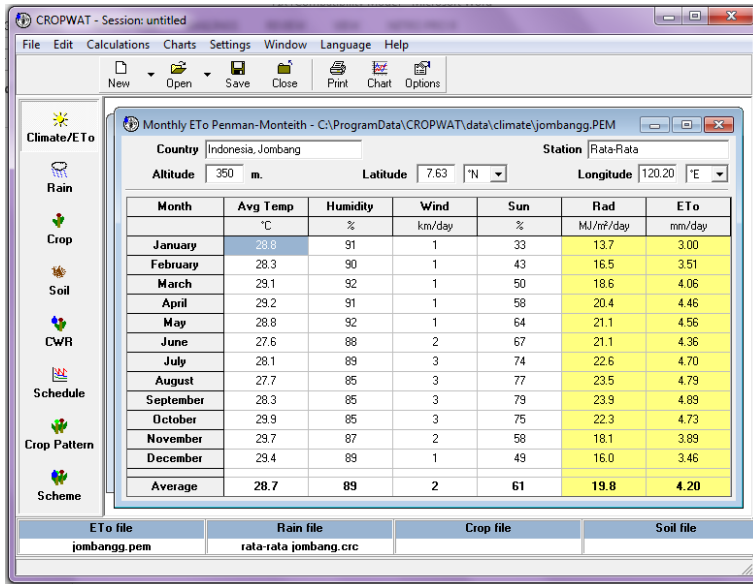 CROPWAT - Session: untitled
File Edit Calculations Charts Settings Window Language Help
New Open Save Close Print Chart Options
Climate/ETo
Rain
Crop
Soil
CWR
Schedule
Crop Pattern
Scheme
Monthly ETo Penman-Monteith - C:\ProgramData\CROPWAT\data\climate\jombangg.PEM
Country Indonesia, Jombang Station Rata-Rata
Altitude 350 m. Latitude 7.63 °N Longitude 120.20 °E
Month Avg Temp Humidity Wind Sun Rad ETo
°C % km/day % MJ/m²/day mm/day
January 28.8 91 1 33 13.7 3.00
February 28.3 90 1 43 16.5 3.51
March 29.1 92 1 50 18.6 4.06
April 29.2 91 1 58 20.4 4.46
May 28.8 92 1 64 21.1 4.56
June 27.6 88 2 67 21.1 4.36
July 28.1 89 3 74 22.6 4.70
August 27.7 85 3 77 23.5 4.79
September 28.3 85 3 79 23.9 4.89
October 29.9 85 3 75 22.3 4.73
November 29.7 87 2 58 18.1 3.89
December 29.4 89 1 49 16.0 3.46
Average 28.7 89 2 61 19.8 4.20
ETo file Rain file Crop file Soil file
jombangg.pem rata-rata jombang.crc